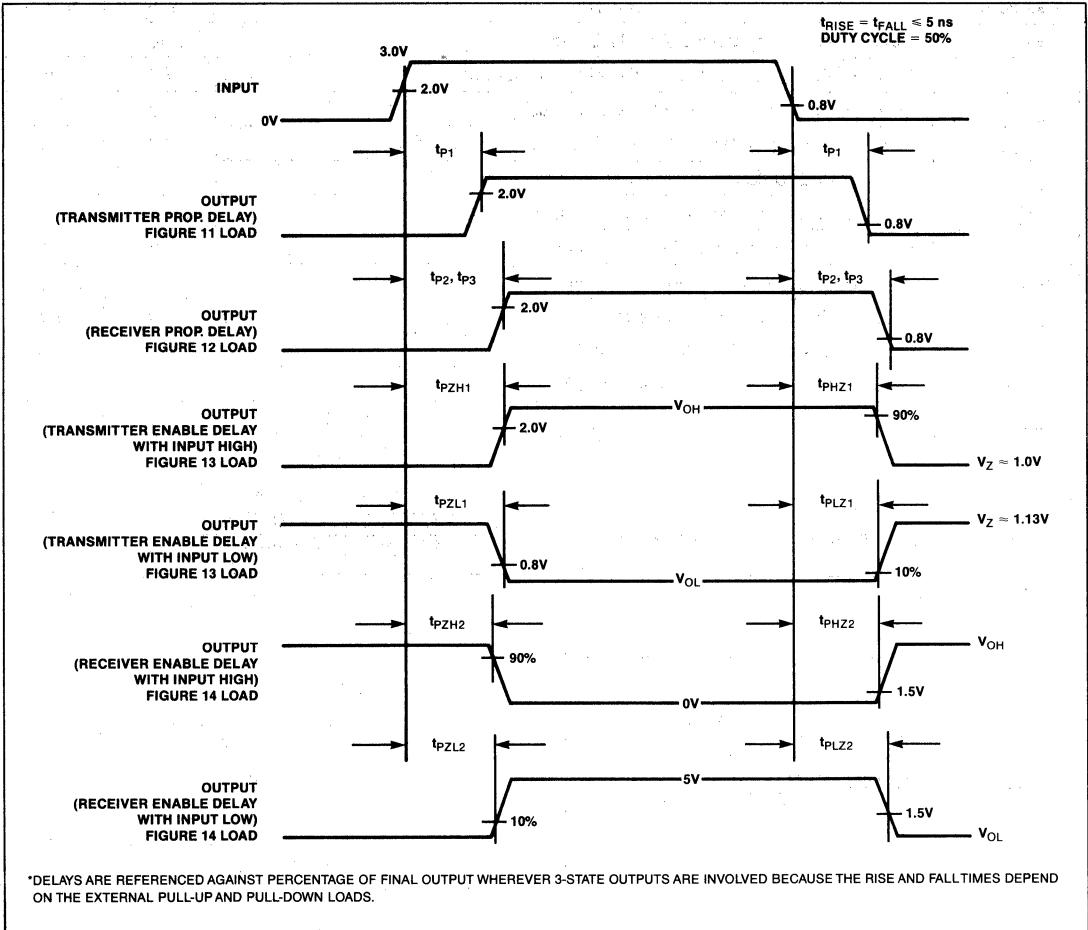 tRISE = tFALL ≤ 5 ns
DUTY CYCLE = 50%
3.0V
INPUT
2.0V
0V
0.8V
tP1
tP1
OUTPUT
(TRANSMITTER PROP. DELAY)
FIGURE 11 LOAD
2.0V
0.8V
tP2, tP3
tP2, tP3
OUTPUT
(RECEIVER PROP. DELAY)
FIGURE 12 LOAD
2.0V
0.8V
tPZH1
tPHZ1
OUTPUT
(TRANSMITTER ENABLE DELAY
WITH INPUT HIGH)
FIGURE 13 LOAD
VOH
2.0V
90%
VZ ≈ 1.0V
tPZL1
tPLZ1
OUTPUT
(TRANSMITTER ENABLE DELAY
WITH INPUT LOW)
FIGURE 13 LOAD
VZ ≈ 1.13V
0.8V
VOL
10%
tPZH2
tPHZ2
OUTPUT
(RECEIVER ENABLE DELAY
WITH INPUT HIGH)
FIGURE 14 LOAD
VOH
90%
0V
1.5V
tPZL2
tPLZ2
OUTPUT
(RECEIVER ENABLE DELAY
WITH INPUT LOW)
FIGURE 14 LOAD
5V
10%
1.5V
VOL
*DELAYS ARE REFERENCED AGAINST PERCENTAGE OF FINAL OUTPUT WHEREVER 3-STATE OUTPUTS ARE INVOLVED BECAUSE THE RISE AND FALL TIMES DEPEND
ON THE EXTERNAL PULL-UP AND PULL-DOWN LOADS.